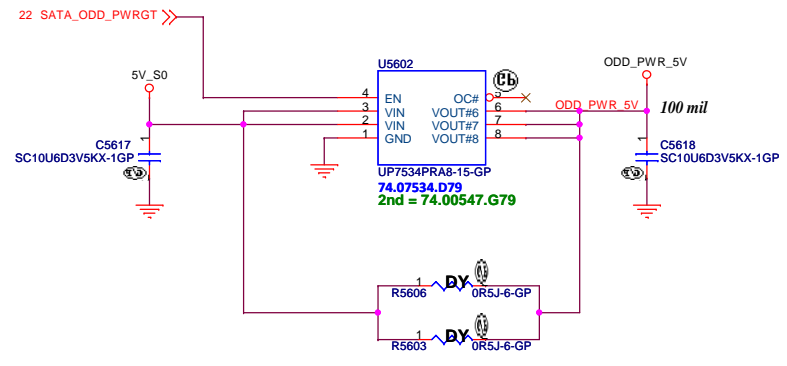 22 SATA_ODD_PWRGT
5V_S0
U5602
ODD_PWR_5V
4 EN OC# 5
3 VIN VOUT#6 6 ODD_PWR_5V 100 mil
2 VIN VOUT#7 7
1 GND VOUT#8 8
1 C5617
SC10U6D3V5KX-1GP
1 C5618
SC10U6D3V5KX-1GP
UP7534PRA8-15-GP
74.07534.D79
2nd = 74.00547.G79
1 DY
R5606 0R5J-6-GP
1 DY
R5603 0R5J-6-GP